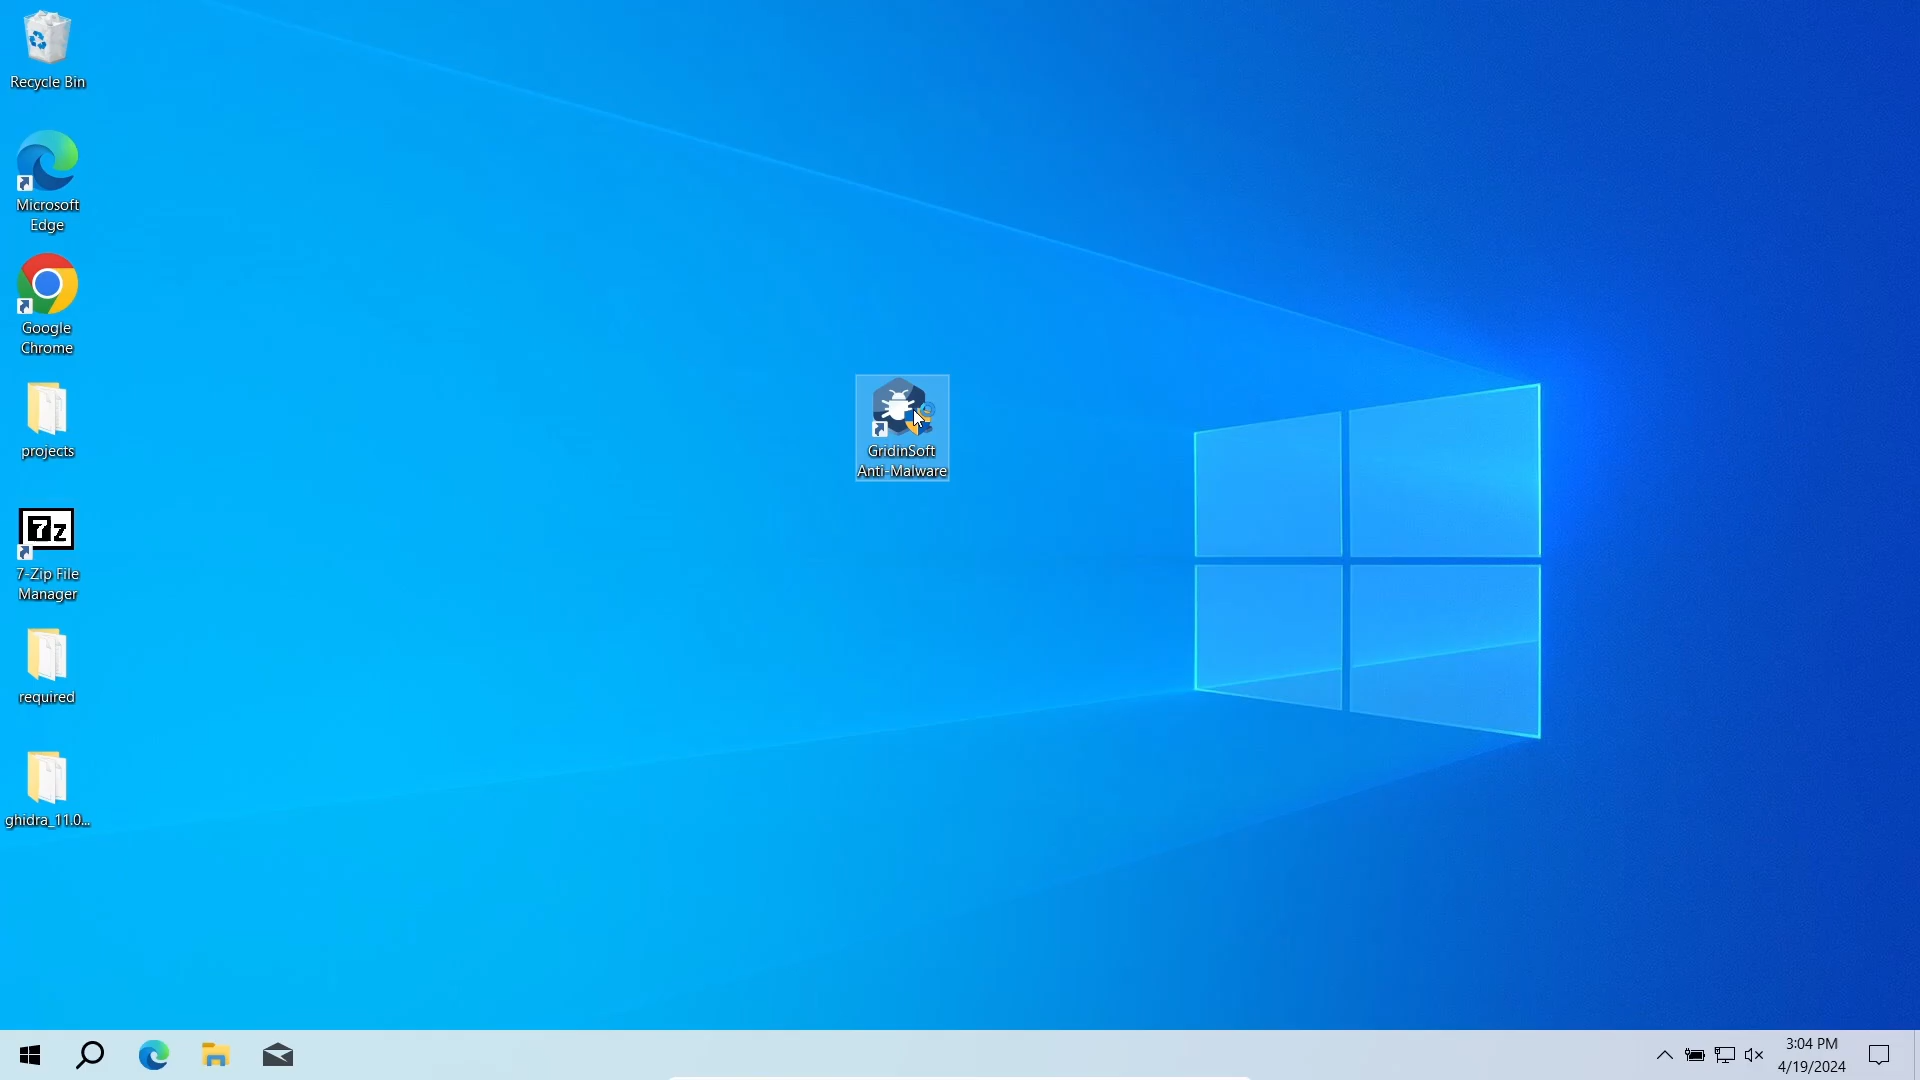 Recycle Bin
Microsoft
Edge
Google
Chrome
projects
7z
7-Zip File
Manager
required
ghidra_11.0...
GridinSoft
Anti-Malware
3:04 PM
4/19/2024